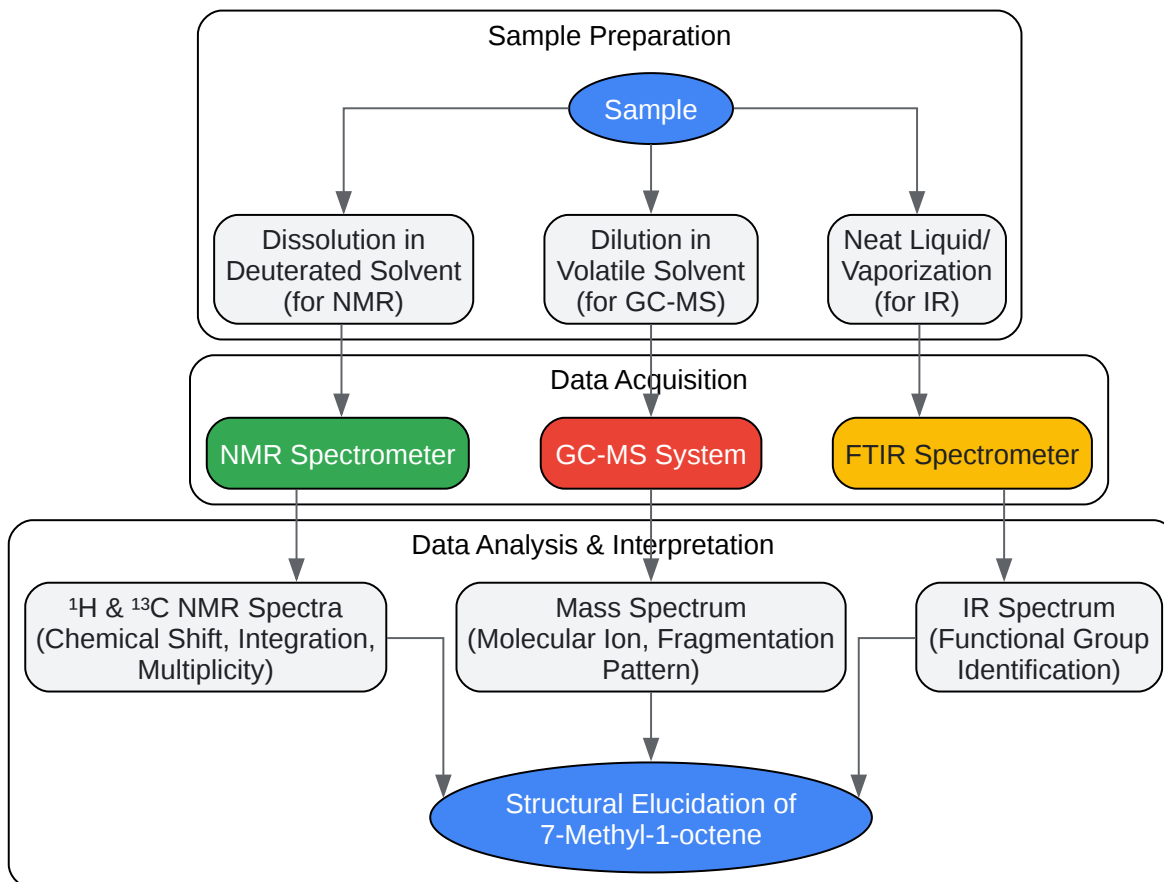 Sample Preparation
Sample
Dissolution in
Deuterated Solvent
(for NMR)
Dilution in
Volatile Solvent
(for GC-MS)
Neat Liquid/
Vaporization
(for IR)
Data Acquisition
NMR Spectrometer
GC-MS System
FTIR Spectrometer
Data Analysis & Interpretation
¹H & ¹³C NMR Spectra
(Chemical Shift, Integration,
Multiplicity)
Mass Spectrum
(Molecular Ion, Fragmentation
Pattern)
IR Spectrum
(Functional Group
Identification)
Structural Elucidation of
7-Methyl-1-octene